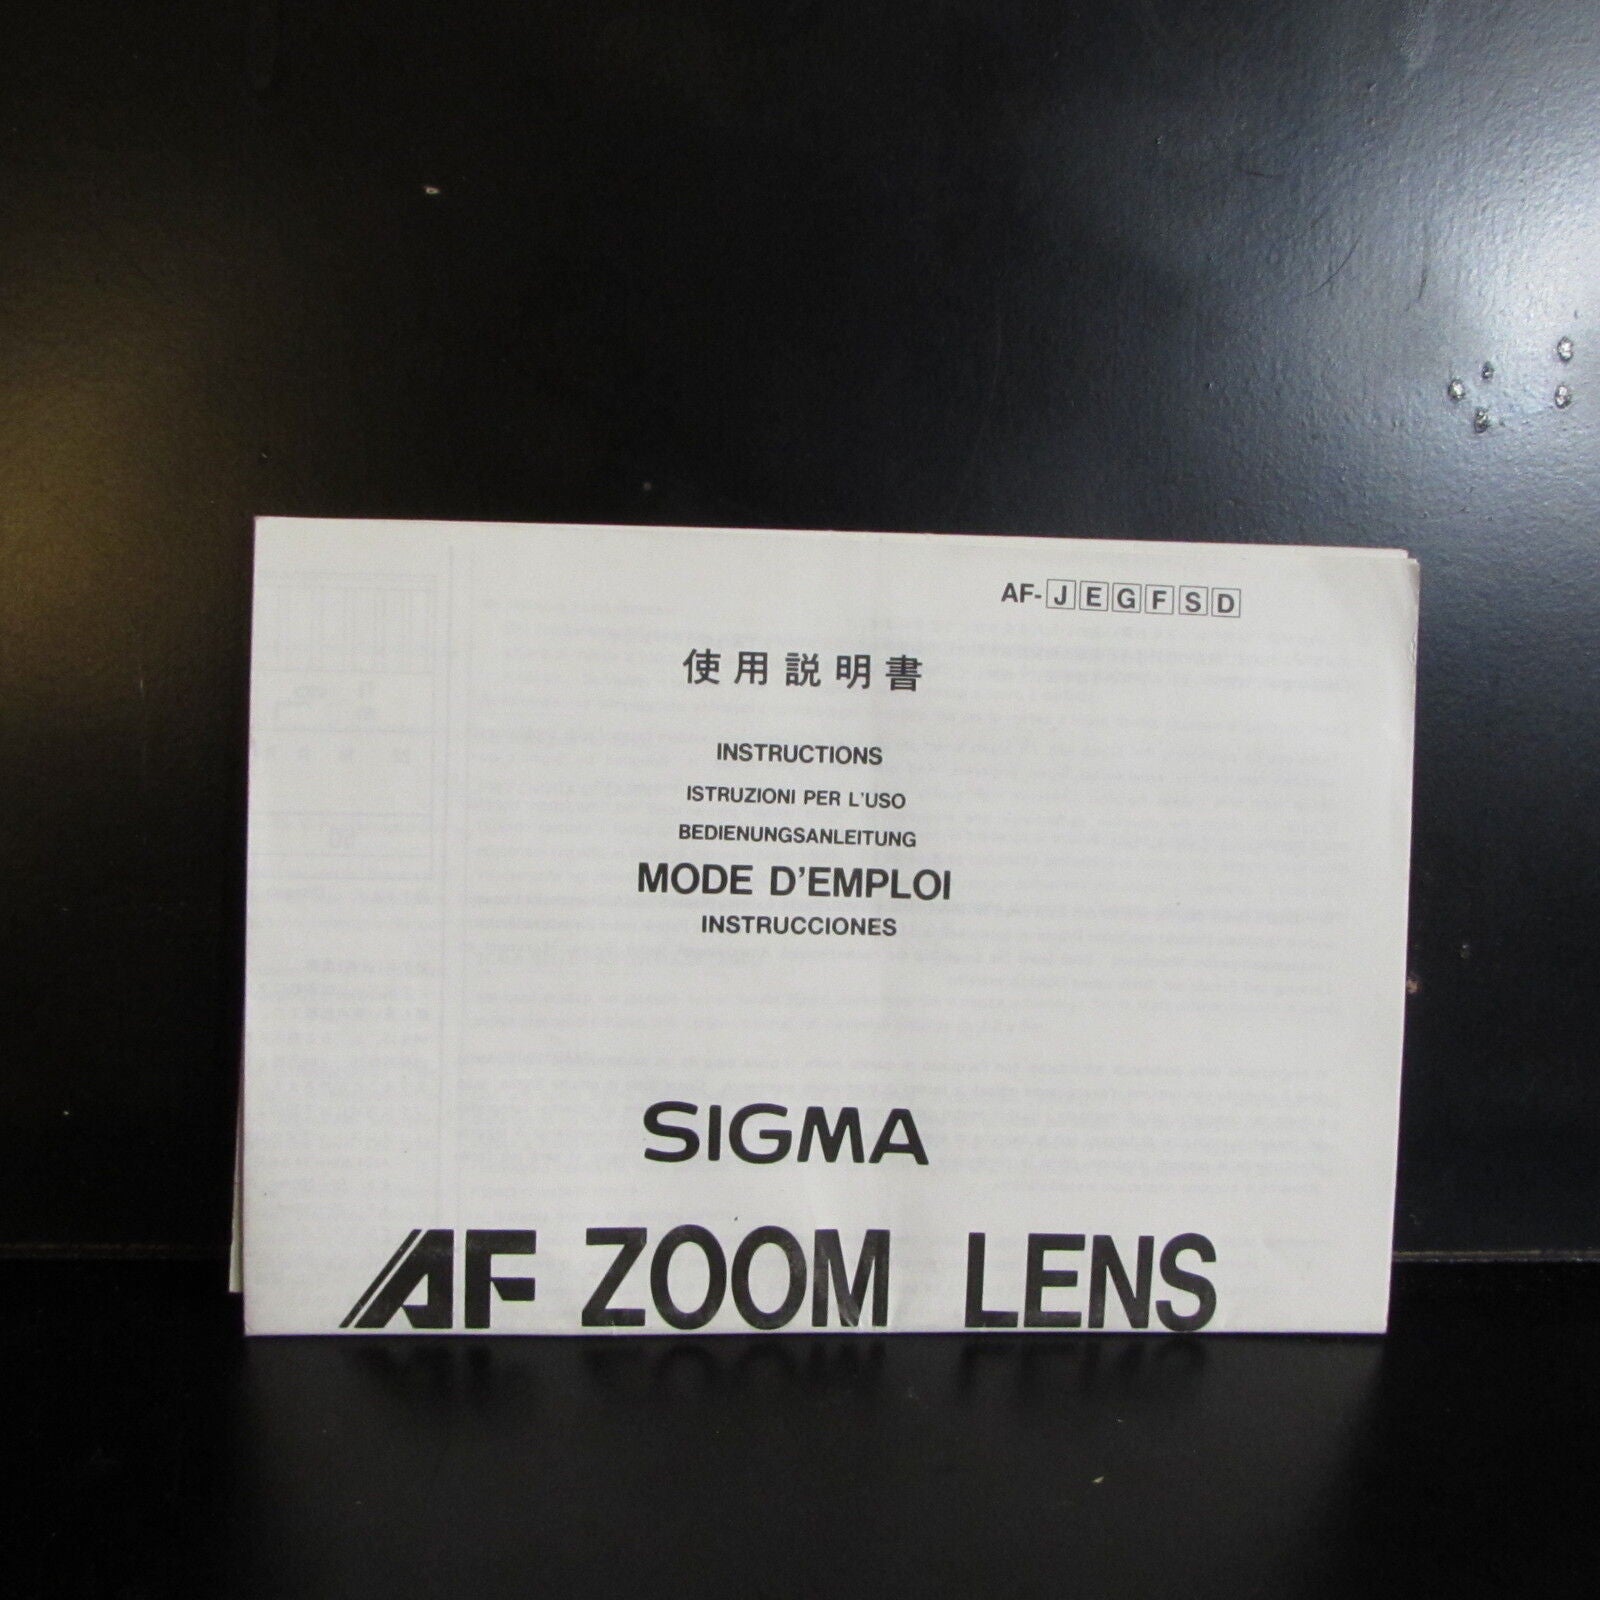 AF-JEGFSD
使用説明書
INSTRUCTIONS
ISTRUZIONI PER L'USO
BEDIENUNGSANLEITUNG
MODE D'EMPLOI
INSTRUCCIONES
SIGMA
AF ZOOM LENS